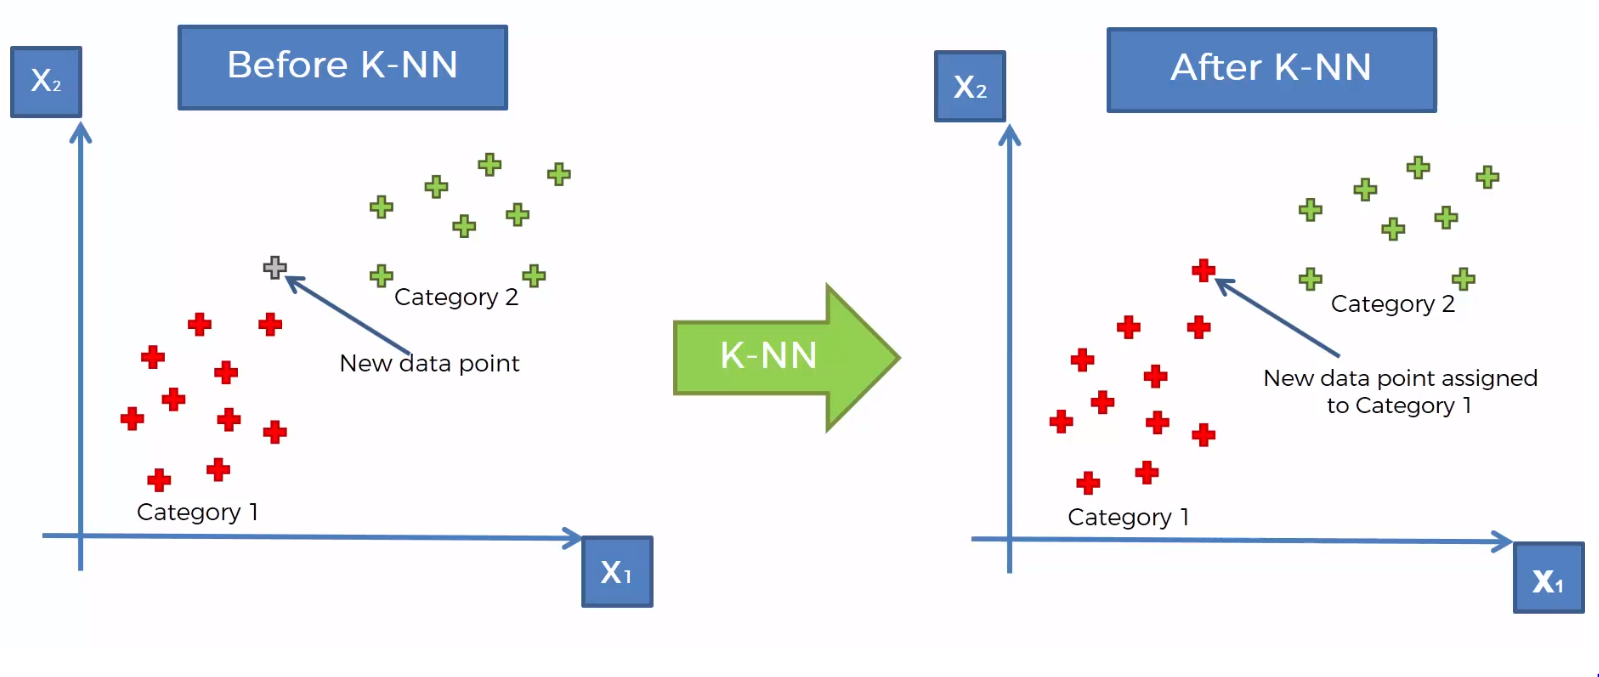 Before K-NN
X2
Category 2
New data point
Category 1
X1
K-NN
After K-NN
X2
Category 2
New data point assigned
to Category 1
Category 1
X1